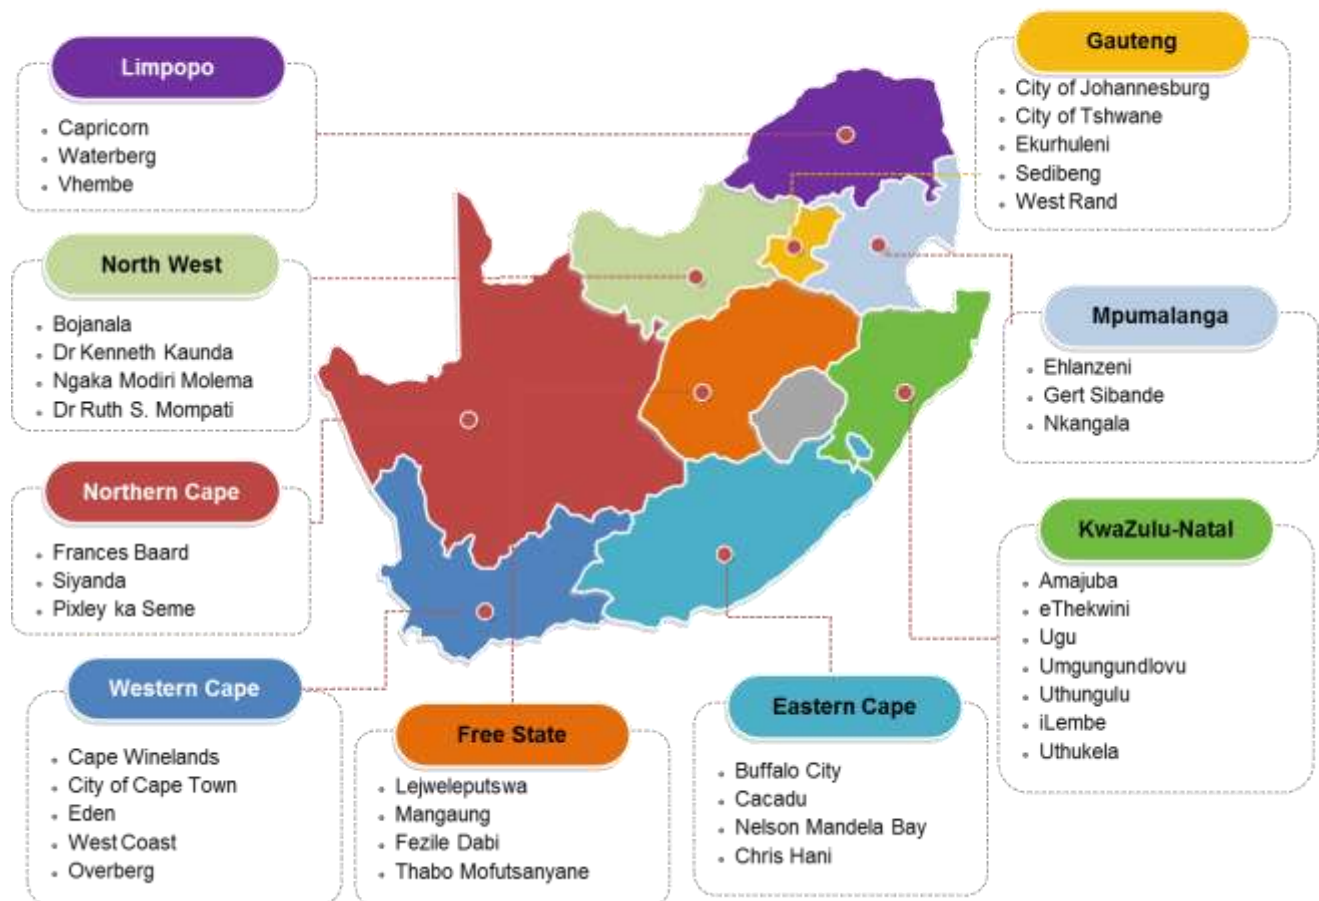 Limpopo
Capricorn
Waterberg
Vhembe
North West
Bojanala
Dr Kenneth Kaunda
Ngaka Modiri Molema
Dr Ruth S. Mompati
Northern Cape
Frances Baard
Siyanda
Pixley ka Seme
Western Cape
Cape Winelands
City of Cape Town
Eden
West Coast
Overberg
Free State
Lejweleputswa
Mangaung
Fezile Dabi
Thabo Mofutsanyane
Eastern Cape
Buffalo City
Cacadu
Nelson Mandela Bay
Chris Hani
Gauteng
City of Johannesburg
City of Tshwane
Ekurhuleni
Sedibeng
West Rand
Mpumalanga
Ehlanzeni
Gert Sibande
Nkangala
KwaZulu-Natal
Amajuba
eThekwini
Ugu
Umgungundlovu
Uthungulu
iLembe
Uthukela